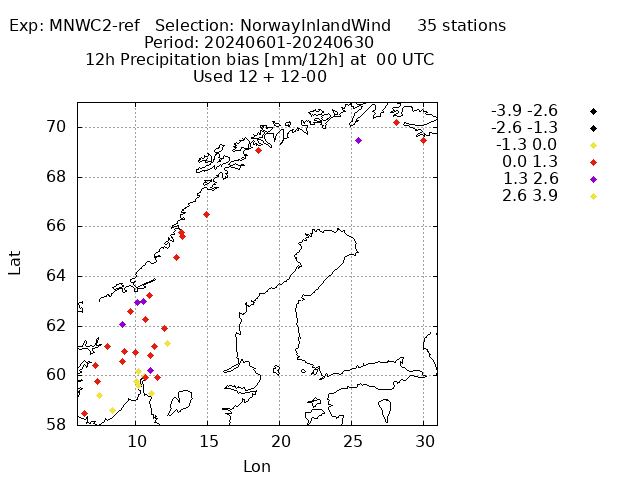 Exp: MNWC2-ref   Selection: NorwayInlandWind     35 stations
Period: 20240601-20240630
12h Precipitation bias [mm/12h] at  00 UTC
Used 12 + 12-00
-3.9 -2.6
-2.6 -1.3
-1.3 0.0
0.0 1.3
1.3 2.6
2.6 3.9
Lat
70
68
66
64
62
60
58
10 15 20 25 30
Lon